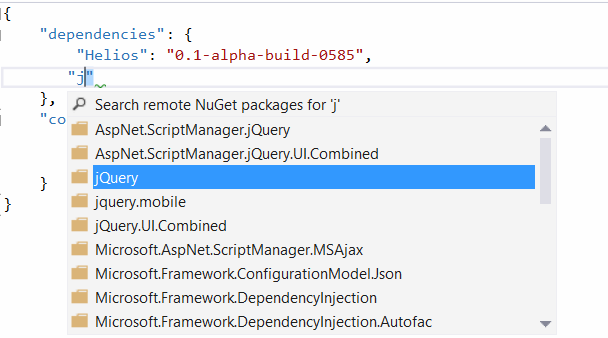 {
"dependencies": {
"Helios": "0.1-alpha-build-0585",
"j"
},
Search remote NuGet packages for 'j'
"co
AspNet.ScriptManager.jQuery
AspNet.ScriptManager.jQuery.UI.Combined
jQuery
}
jquery.mobile
}
jQuery.UI.Combined
Microsoft.AspNet.ScriptManager.MSAjax
Microsoft.Framework.ConfigurationModel.Json
Microsoft.Framework.DependencyInjection
Microsoft.Framework.DependencyInjection.Autofac